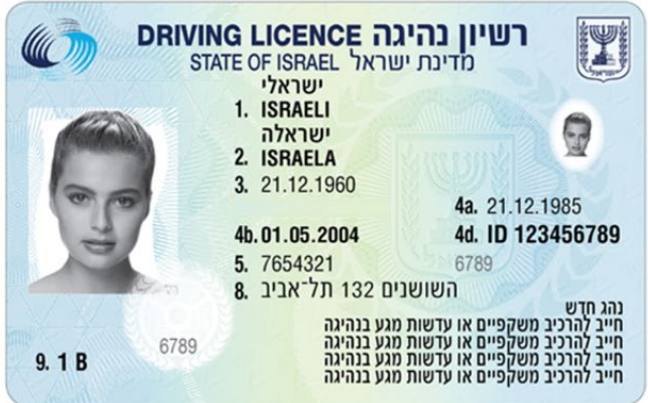 DRIVING LICENCE רשיון נהיגה
STATE OF ISRAEL מדינת ישראל
ישראלי
1. ISRAELI
ישראלה
2. ISRAELA
3. 21.12.1960
4a. 21.12.1985
4b. 01.05.2004 4d. ID 123456789
5. 7654321 6789
8. השושנים 132 תל־אביב
נהג חדש
חייב להרכיב משקפיים או עדשות מגע בנהיגה
חייב להרכיב משקפיים או עדשות מגע בנהיגה
חייב להרכיב משקפיים או עדשות מגע בנהיגה
חייב להרכיב משקפיים או עדשות מגע בנהיגה
6789
9. 1 B